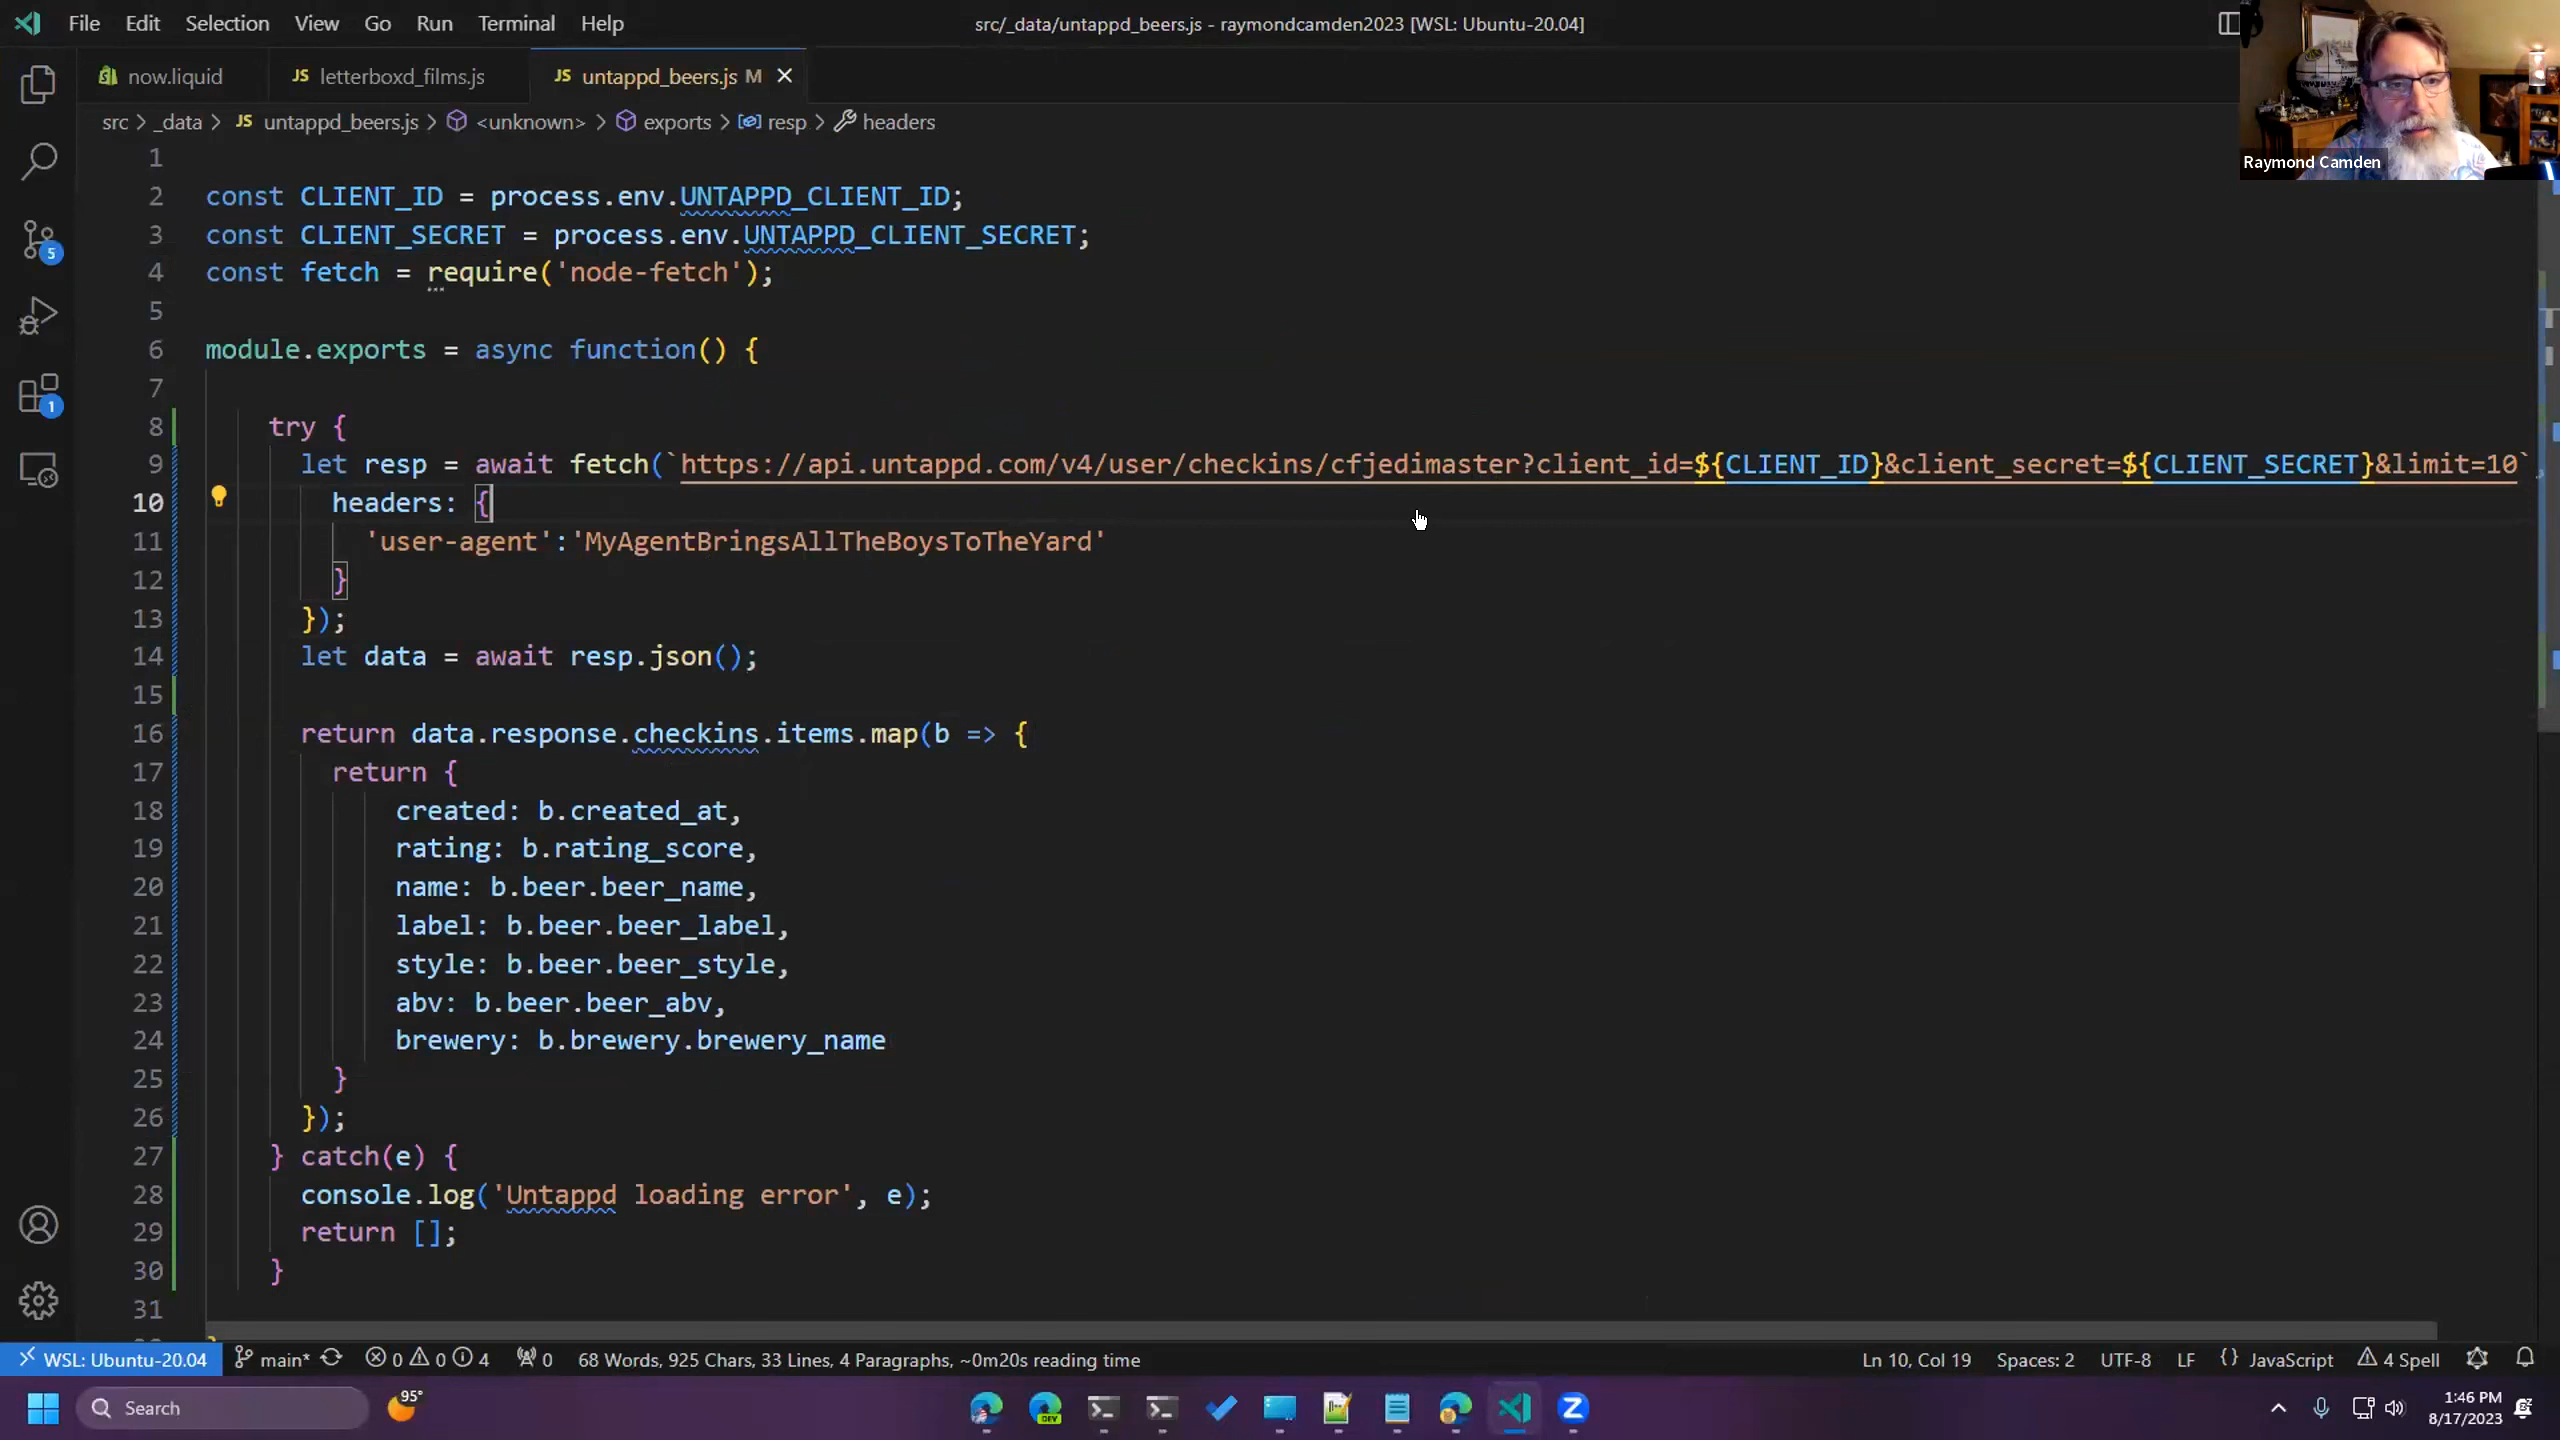 File Edit Selection View Go Run Terminal Help
src/_data/untappd_beers.js - raymondcamden2023 [WSL: Ubuntu-20.04]
now.liquid
JS letterboxd_films.js
JS untappd_beers.js M
src > _data > JS untappd_beers.js > <unknown> > exports > resp > headers
Raymond Camden
1
2 const CLIENT_ID = process.env.UNTAPPD_CLIENT_ID;
3 const CLIENT_SECRET = process.env.UNTAPPD_CLIENT_SECRET;
4 const fetch = require('node-fetch');
5
6 module.exports = async function() {
7
8 try {
9 let resp = await fetch(`https://api.untappd.com/v4/user/checkins/cfjedimaster?client_id=${CLIENT_ID}&client_secret=${CLIENT_SECRET}&limit=10`,
10 headers: {
11 'user-agent':'MyAgentBringsAllTheBoysToTheYard'
12 }
13 });
14 let data = await resp.json();
15
16 return data.response.checkins.items.map(b => {
17 return {
18 created: b.created_at,
19 rating: b.rating_score,
20 name: b.beer.beer_name,
21 label: b.beer.beer_label,
22 style: b.beer.beer_style,
23 abv: b.beer.beer_abv,
24 brewery: b.brewery.brewery_name
25 }
26 });
27 } catch(e) {
28 console.log('Untappd loading error', e);
29 return [];
30 }
31
5
1
WSL: Ubuntu-20.04 main* 0 0 4 0 68 Words, 925 Chars, 33 Lines, 4 Paragraphs, ~0m20s reading time Ln 10, Col 19 Spaces: 2 UTF-8 LF {} JavaScript 4 Spell
Search
95°
DEV
1:46 PM
8/17/2023